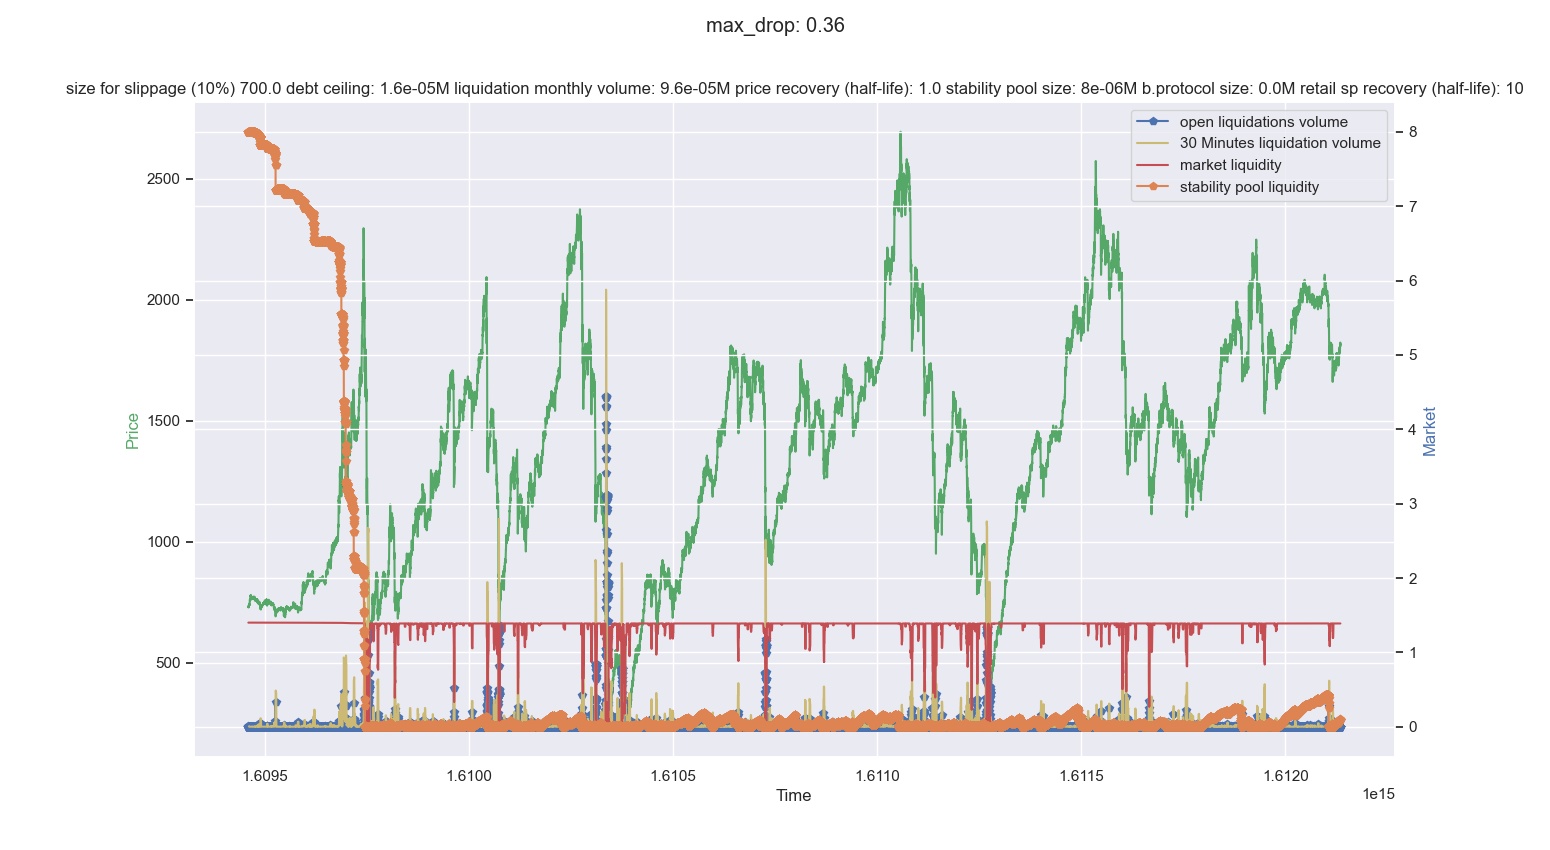 max_drop: 0.36
size for slippage (10%) 700.0 debt ceiling: 1.6e-05M liquidation monthly volume: 9.6e-05M price recovery (half-life): 1.0 stability pool size: 8e-06M b.protocol size: 0.0M retail sp recovery (half-life): 10
open liquidations volume
30 Minutes liquidation volume
market liquidity
stability pool liquidity
2500
2000
1500
1000
500
Price
8
7
6
5
4
3
2
1
0
Market
1.6095 1.6100 1.6105 1.6110 1.6115 1.6120
1e15
Time